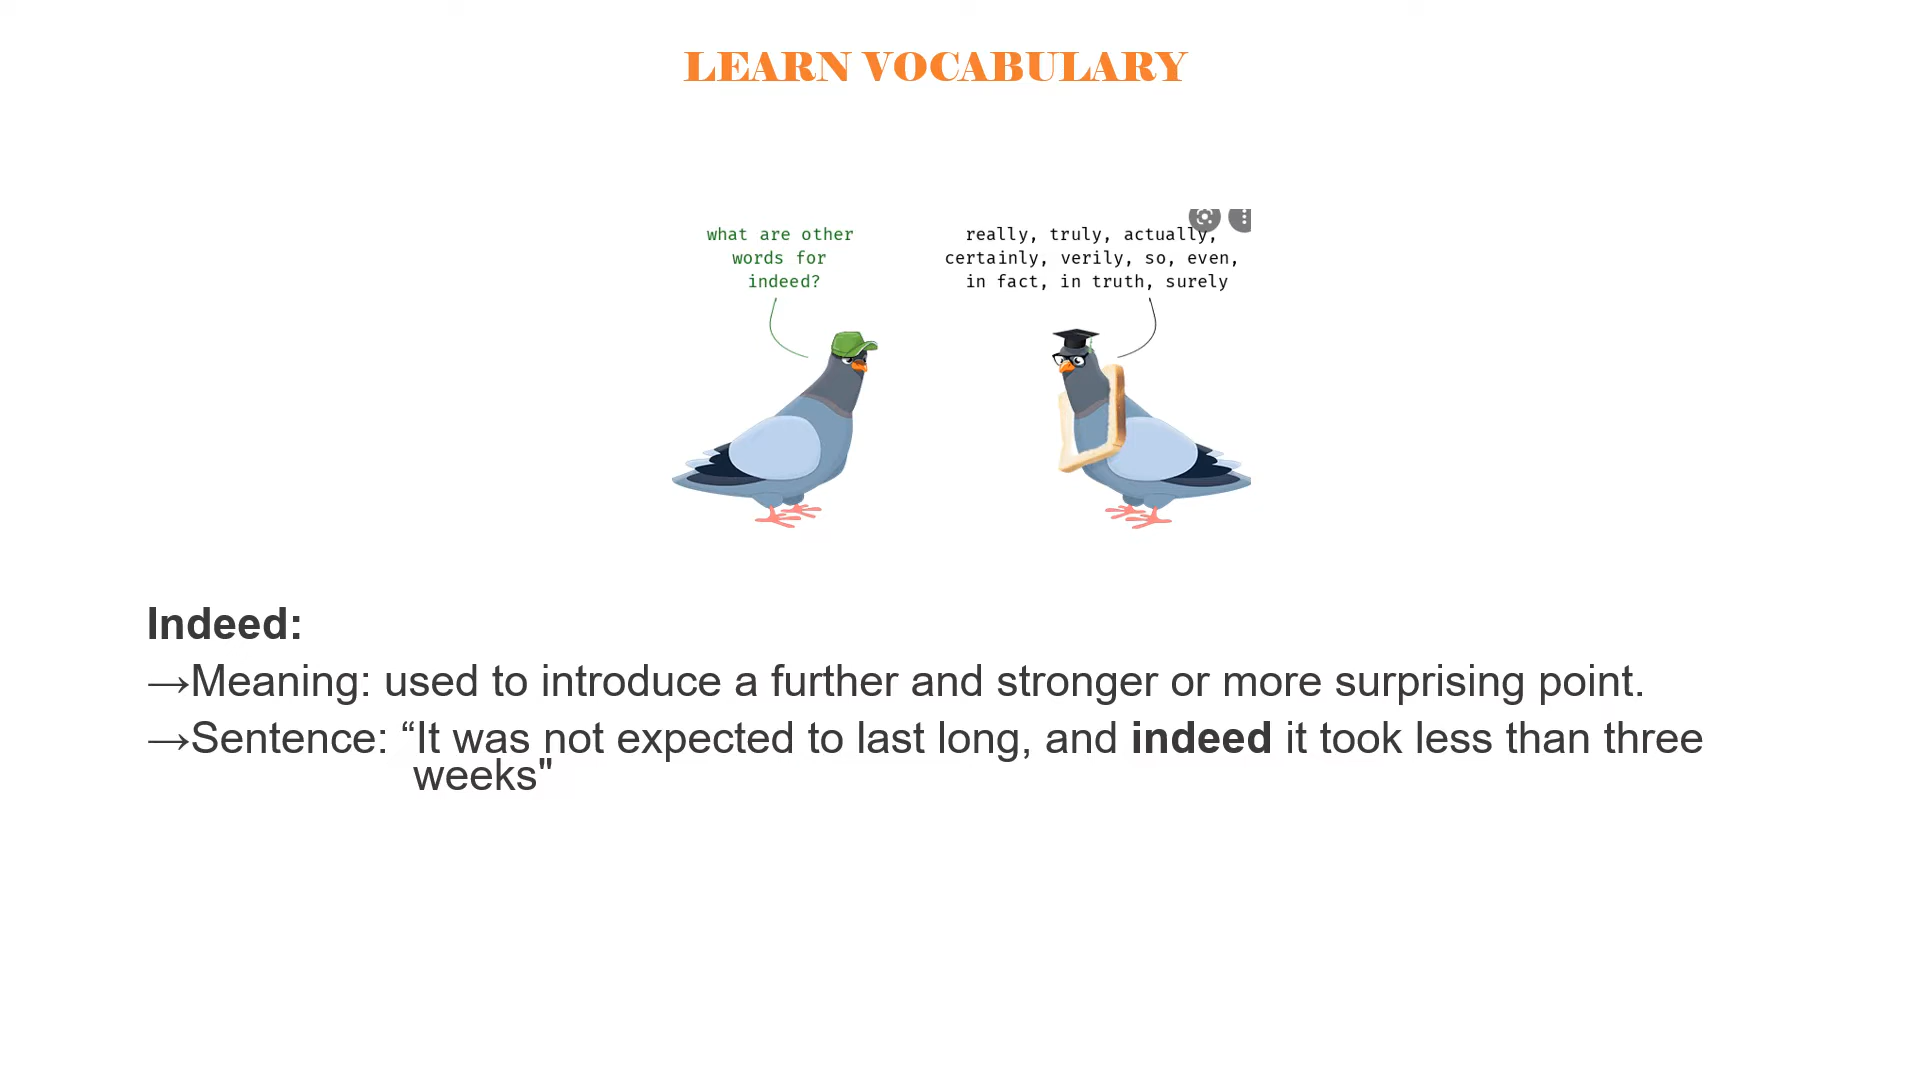 LEARN VOCABULARY
what are other
words for
indeed?
really, truly, actually,
certainly, verily, so, even,
in fact, in truth, surely
Indeed:
→Meaning: used to introduce a further and stronger or more surprising point.
→Sentence: “It was not expected to last long, and indeed it took less than three
weeks"